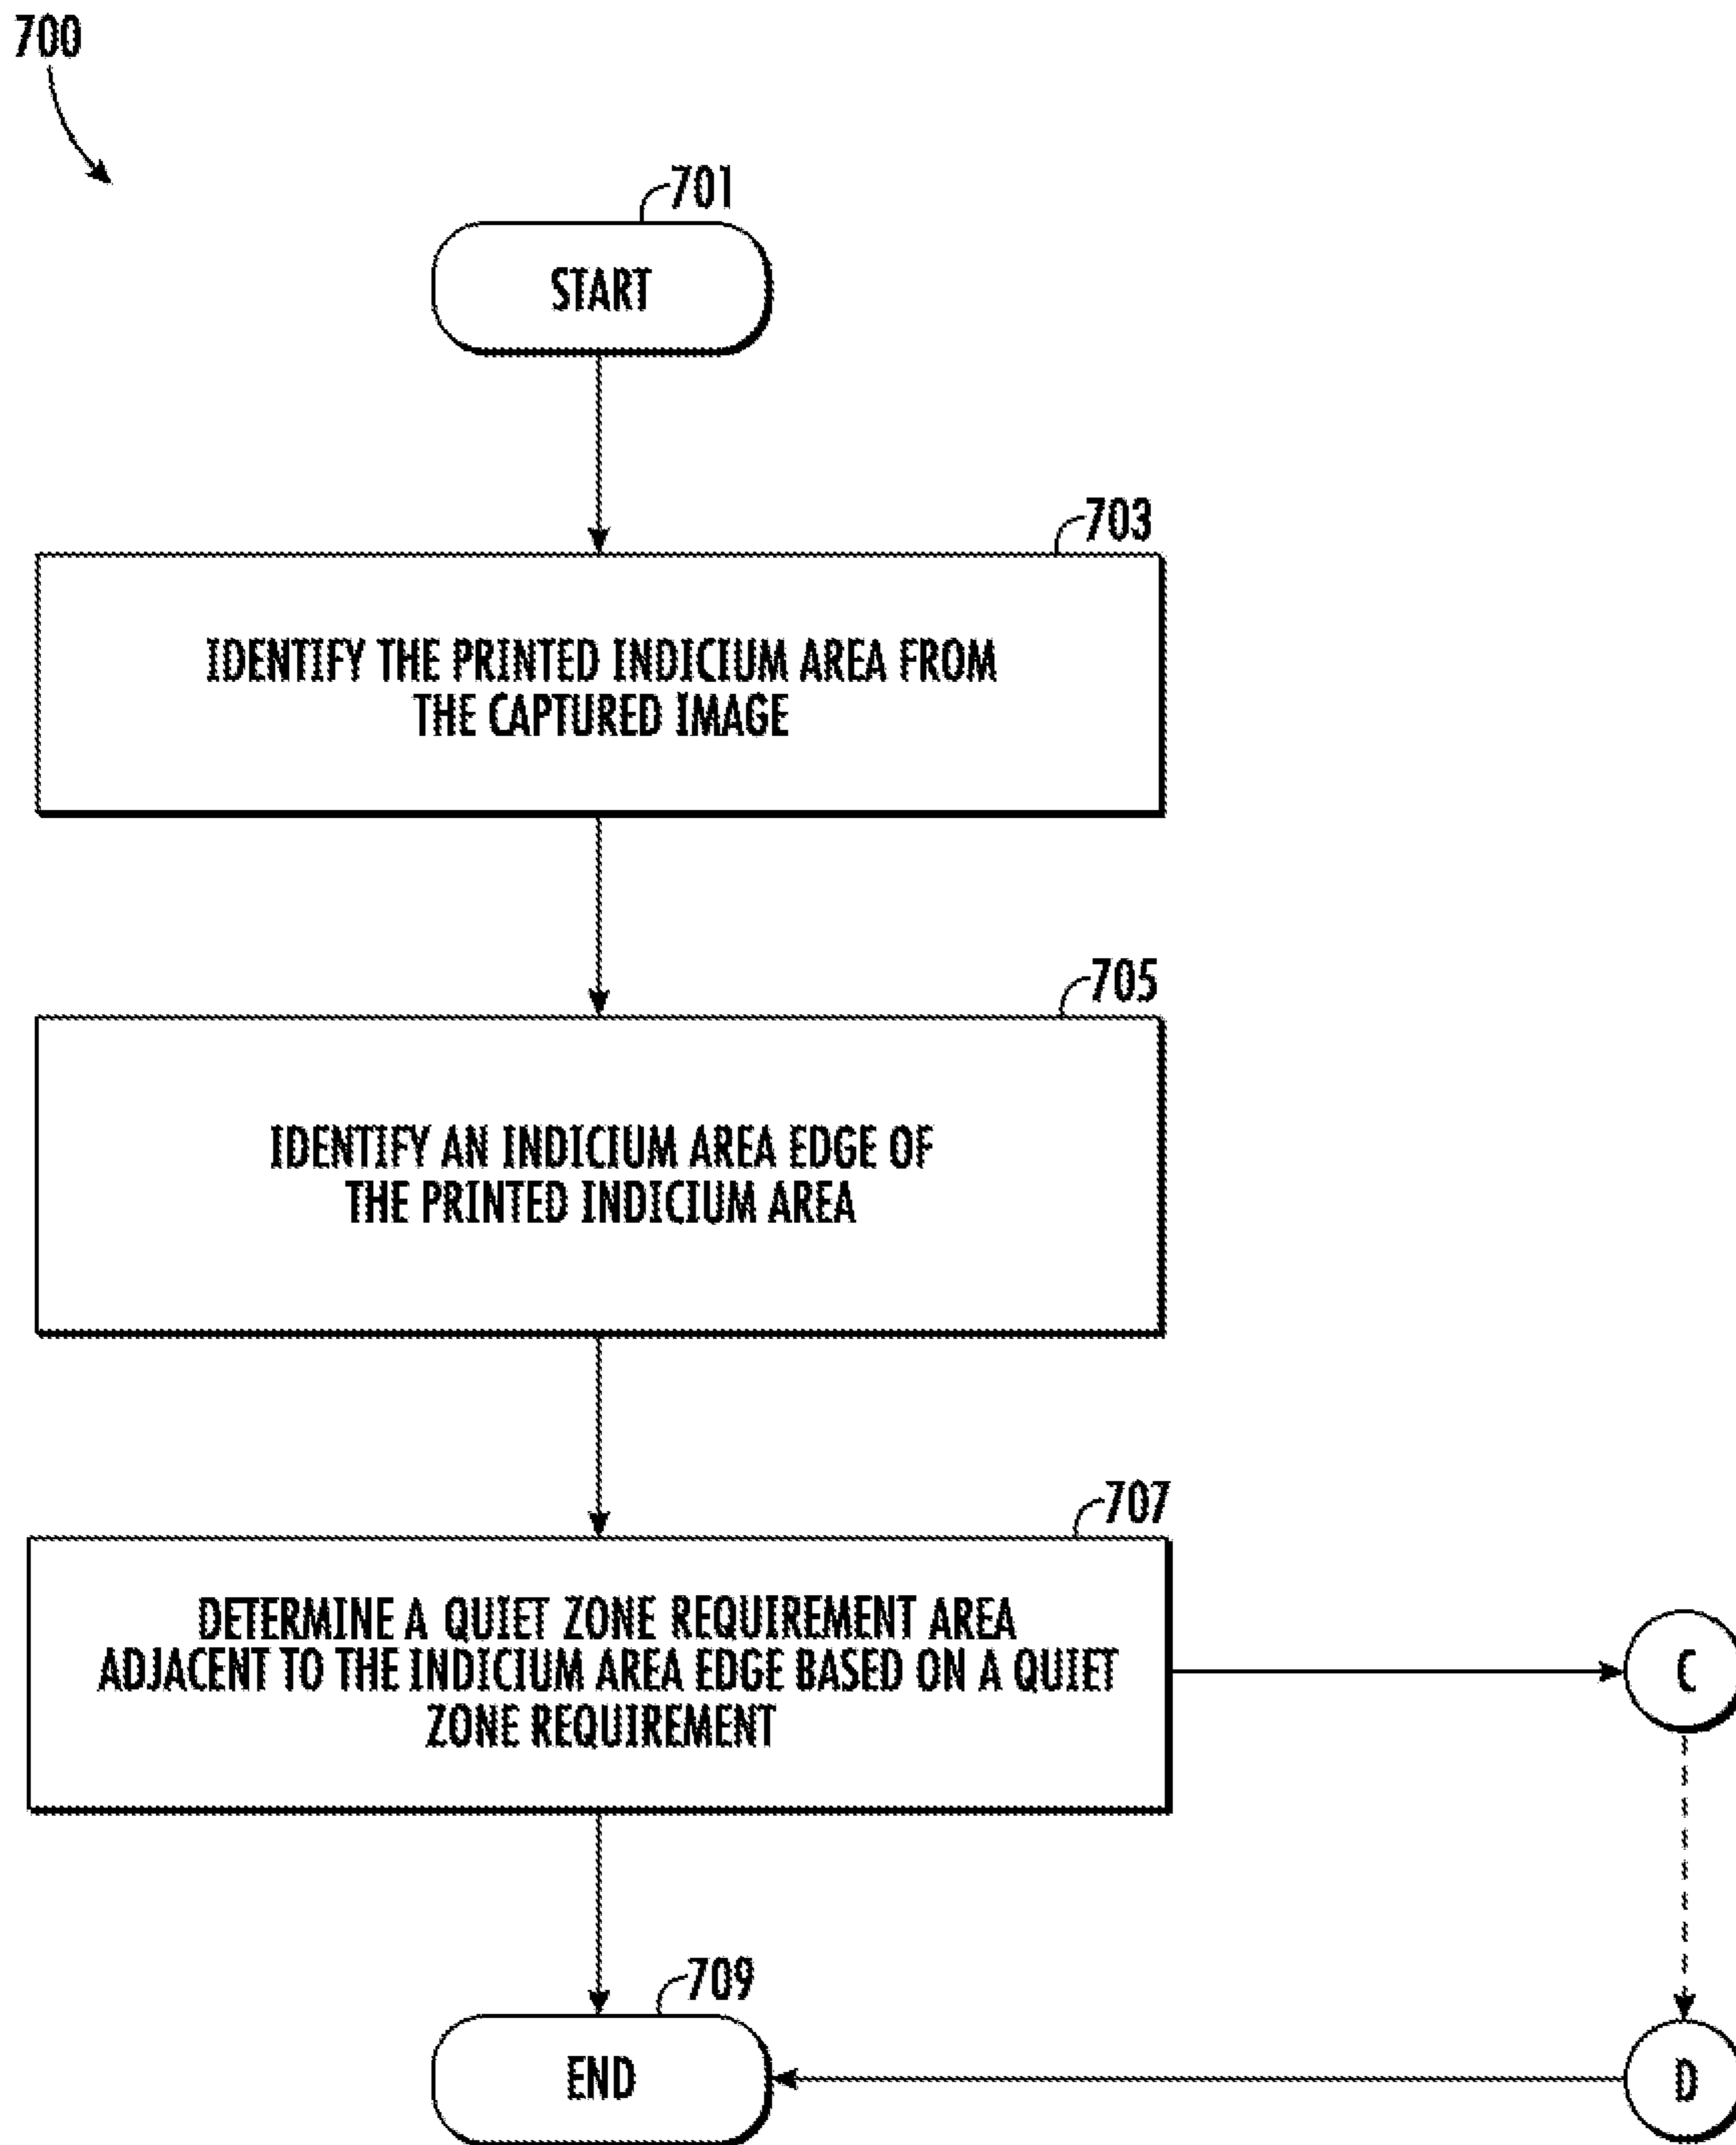 700
701
START
703
IDENTIFY THE PRINTED INDICIUM AREA FROM
THE CAPTURED IMAGE
705
IDENTIFY AN INDICIUM AREA EDGE OF
THE PRINTED INDICIUM AREA
707
DETERMINE A QUIET ZONE REQUIREMENT AREA
ADJACENT TO THE INDICIUM AREA EDGE BASED ON A QUIET
ZONE REQUIREMENT
C
709
END
D